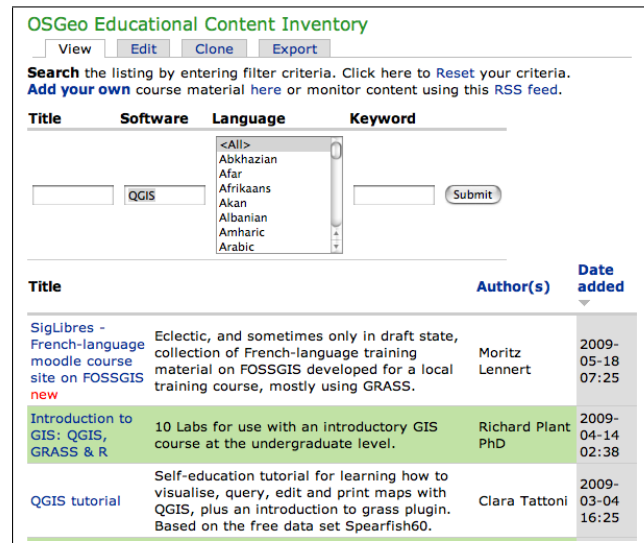 OSGeo Educational Content Inventory
View Edit Clone Export
Search the listing by entering filter criteria. Click here to Reset your criteria.
Add your own course material here or monitor content using this RSS feed.
Title Software Language Keyword
<All>
Abkhazian
Afar
Afrikaans
Akan
Albanian
Amharic
Arabic
QGIS
Submit
Title Author(s) Date added
SigLibres -
French-language
moodle course
site on FOSSGIS
new
Eclectic, and sometimes only in draft state,
collection of French-language training
material on FOSSGIS developed for a local
training course, mostly using GRASS.
Moritz
Lennert
2009-
05-18
07:25
Introduction to
GIS: QGIS,
GRASS & R
10 Labs for use with an introductory GIS
course at the undergraduate level.
Richard Plant
PhD
2009-
04-14
02:38
QGIS tutorial
Self-education tutorial for learning how to
visualise, query, edit and print maps with
QGIS, plus an introduction to grass plugin.
Based on the free data set Spearfish60.
Clara Tattoni
2009-
03-04
16:25